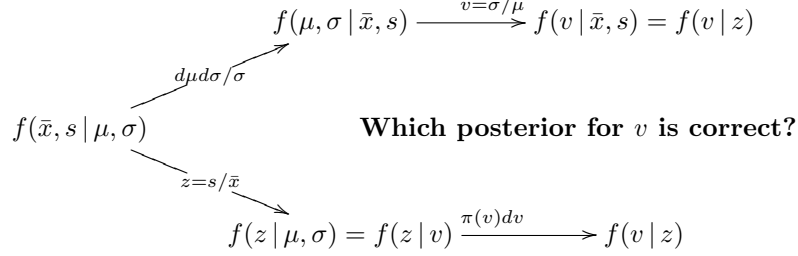 f(μ, σ | x̄, s) v=σ/μ f(v | x̄, s) = f(v | z)
dμdσ/σ
f(x̄, s | μ, σ) Which posterior for v is correct?
z=s/x̄
f(z | μ, σ) = f(z | v) π(v)dv f(v | z)